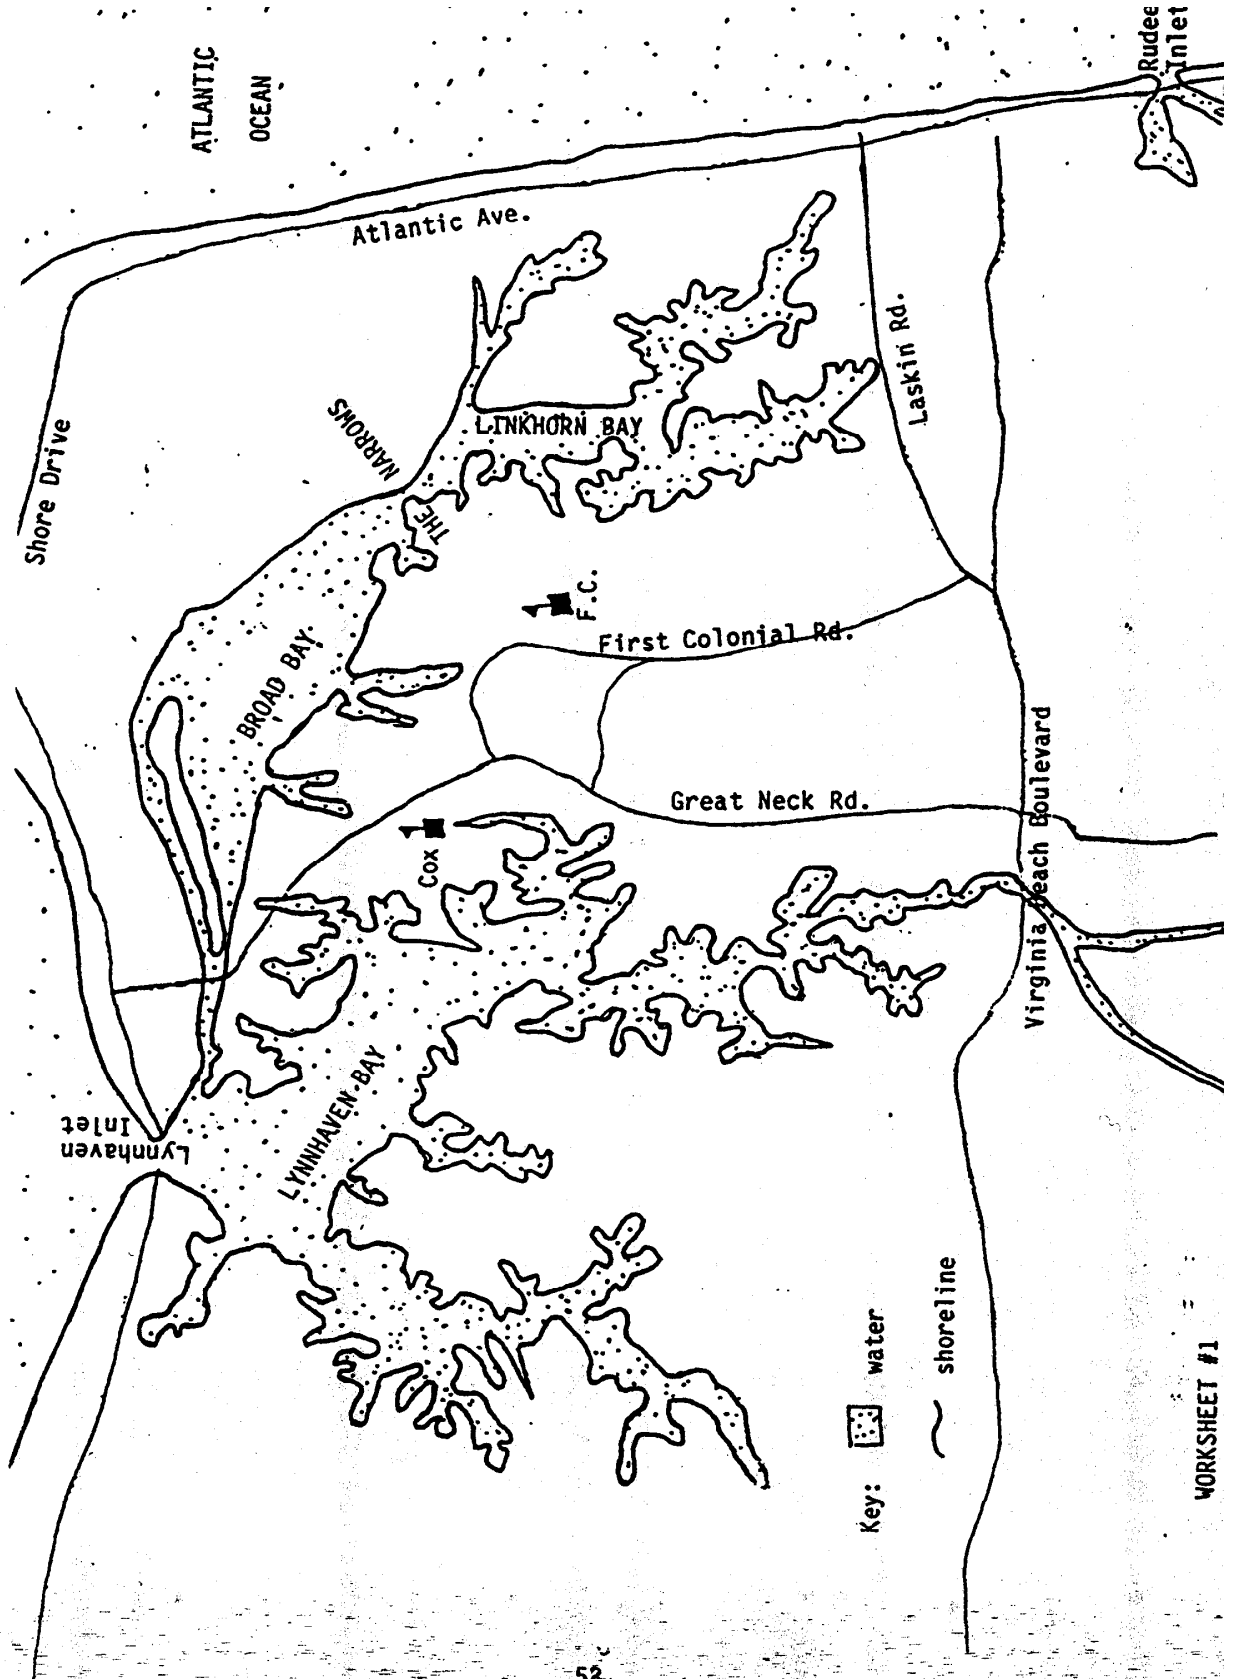 ATLANTIC
OCEAN
Rudee
Inlet
Atlantic Ave.
Shore Drive
THE NARROWS
LINKHORN BAY
Laskin Rd.
F.C.
First Colonial Rd.
BROAD BAY
Great Neck Rd.
Cox
Virginia Beach Boulevard
Lynnhaven
Inlet
LYNNHAVEN BAY
Key:
water
shoreline
WORKSHEET #1
52